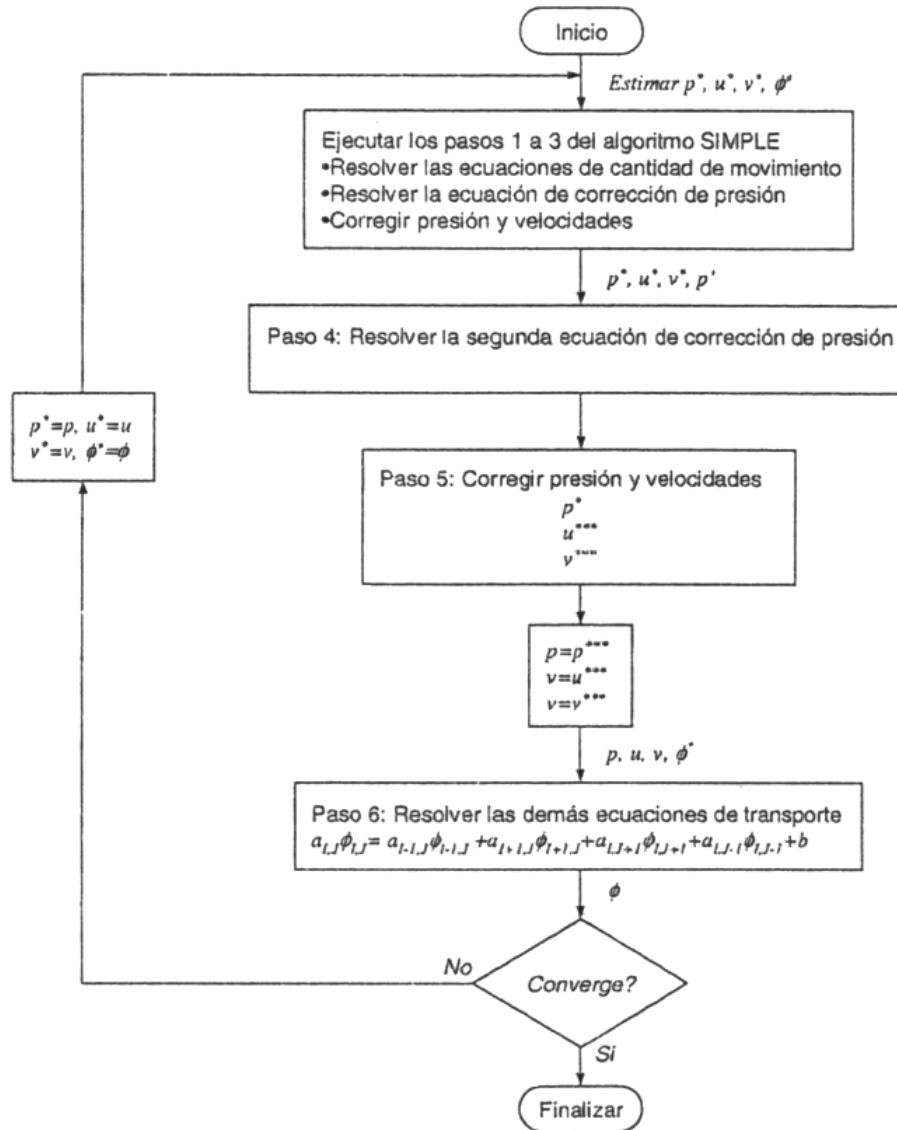 Inicio
Estimar p*, u*, v*, φ*
Ejecutar los pasos 1 a 3 del algoritmo SIMPLE
•Resolver las ecuaciones de cantidad de movimiento
•Resolver la ecuación de corrección de presión
•Corregir presión y velocidades
p*, u*, v*, p'
Paso 4: Resolver la segunda ecuación de corrección de presión
p*=p, u*=u
v*=v, φ*=φ
Paso 5: Corregir presión y velocidades
p*
u***
v***
p=p***
v=u***
v=v***
p, u, v, φ*
Paso 6: Resolver las demás ecuaciones de transporte
a_{I,J}φ_{I,J}= a_{I-1,J}φ_{I-1,J} +a_{I+1,J}φ_{I+1,J}+a_{I,J+1}φ_{I,J+1}+a_{I,J-1}φ_{I,J-1}+b
φ
No
Converge?
Si
Finalizar